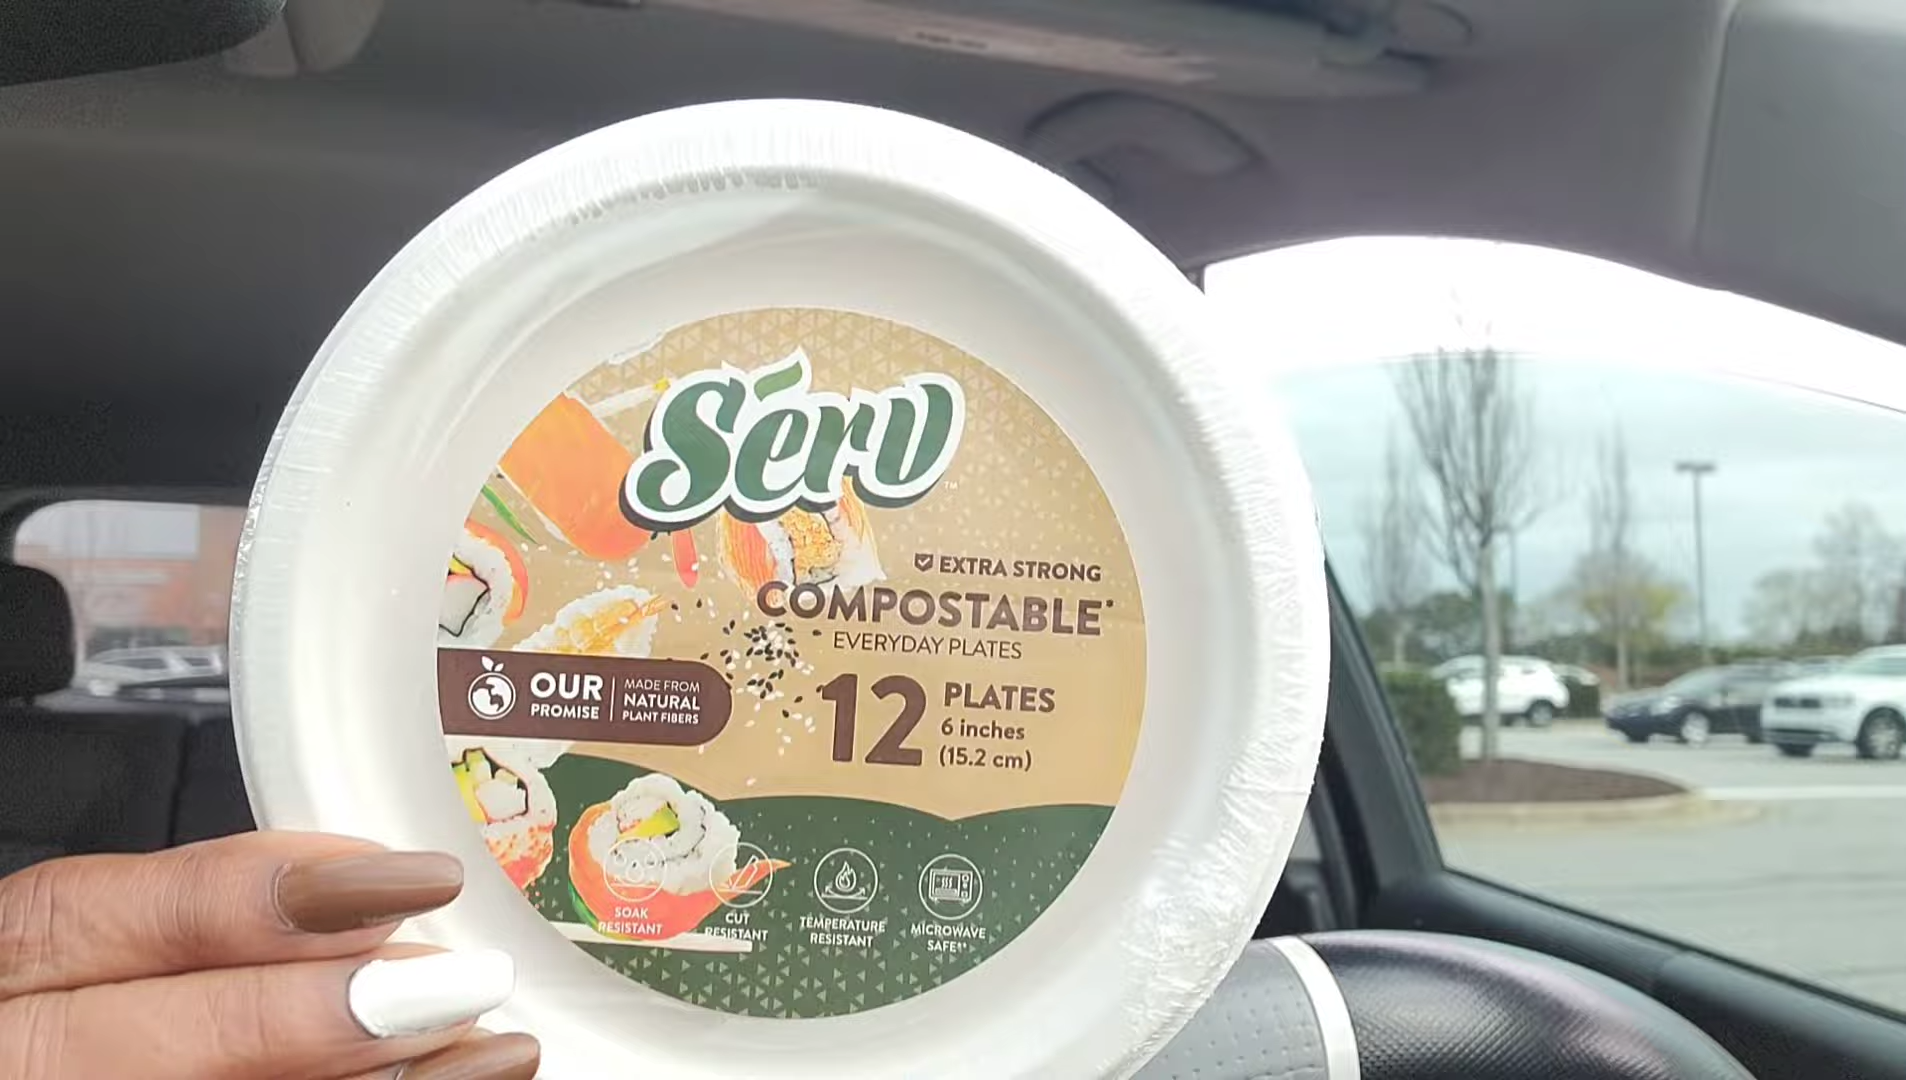 Sérv™
EXTRA STRONG
COMPOSTABLE*
EVERYDAY PLATES
12 PLATES
6 inches
(15.2 cm)
OUR
PROMISE
MADE FROM
NATURAL
PLANT FIBERS
SOAK
RESISTANT
CUT
RESISTANT
TEMPERATURE
RESISTANT
MICROWAVE
SAFE**